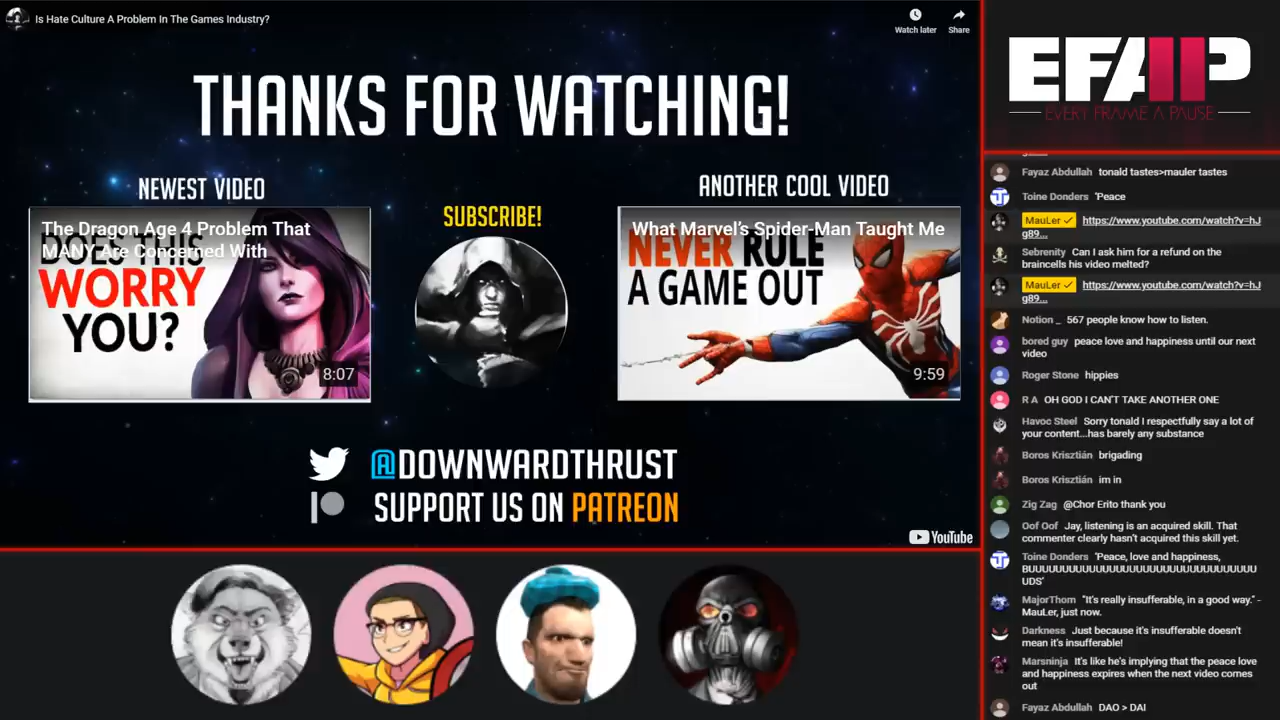 Is Hate Culture A Problem In The Games Industry?
Watch later
Share
THANKS FOR WATCHING!
NEWEST VIDEO
SUBSCRIBE!
ANOTHER COOL VIDEO
The Dragon Age 4 Problem That
MANY Are Concerned With
DOES THIS
WORRY
YOU?
8:07
What Marvel's Spider-Man Taught Me
NEVER RULE
A GAME OUT
9:59
@DOWNWARDTHRUST
SUPPORT US ON PATREON
YouTube
EFAP
EVERY FRAME A PAUSE
Fayaz Abdullah tonald tastes>mauler tastes
Toine Donders 'Peace
MauLer https://www.youtube.com/watch?v=hJ
g89...
Sebrenity Can I ask him for a refund on the
braincells his video melted?
MauLer https://www.youtube.com/watch?v=hJ
g89...
Notion _ 567 people know how to listen.
bored guy peace love and happiness until our next
video
Roger Stone hippies
R A OH GOD I CAN'T TAKE ANOTHER ONE
Havoc Steel Sorry tonald I respectfully say a lot of
your content...has barely any substance
Boros Krisztián brigading
Boros Krisztián im in
Zig Zag @Chor Erito thank you
Oof Oof Jay, listening is an acquired skill. That
commenter clearly hasn't acquired this skill yet.
Toine Donders 'Peace, love and happiness,
BUUUUUUUUUUUUUUUUUUUUUUUUUUUUUUUU
UDS'
MajorThom "It's really insufferable, in a good way." -
MauLer, just now.
Darkness Just because it's insufferable doesn't
mean it's insufferable!
Marsninja It's like he's implying that the peace love
and happiness expires when the next video comes
out
Fayaz Abdullah DAO > DAI